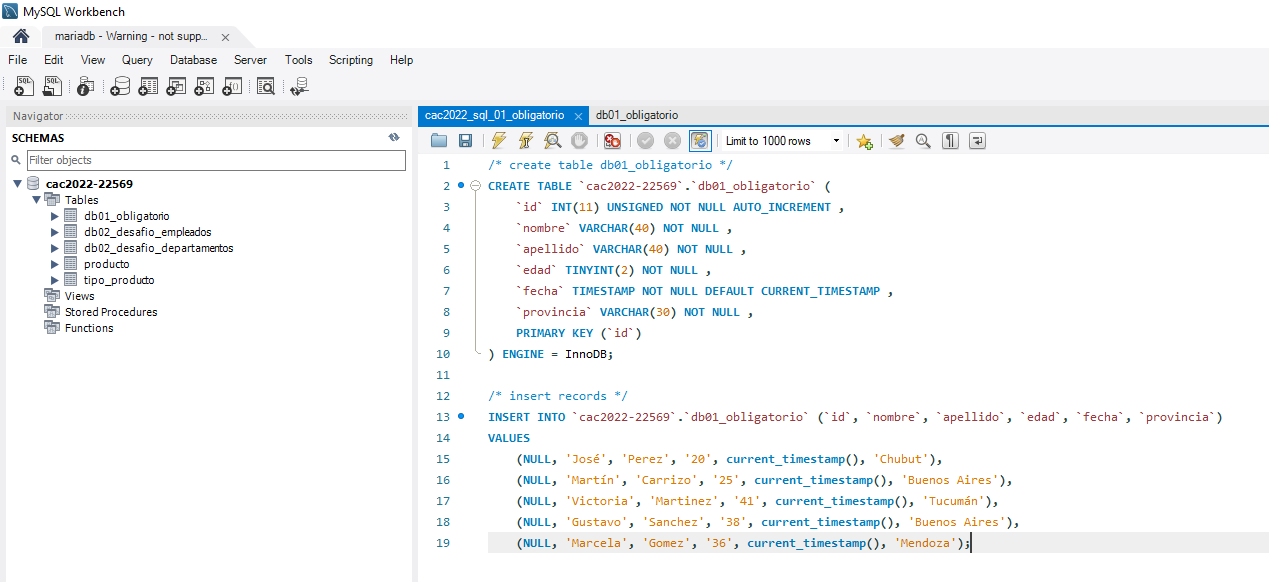 MySQL Workbench
mariadb - Warning - not supp...
File Edit View Query Database Server Tools Scripting Help
Navigator
SCHEMAS
Filter objects
cac2022-22569
Tables
db01_obligatorio
db02_desafio_empleados
db02_desafio_departamentos
producto
tipo_producto
Views
Stored Procedures
Functions
cac2022_sql_01_obligatorio db01_obligatorio
Limit to 1000 rows
1 /* create table db01_obligatorio */
2 CREATE TABLE `cac2022-22569`.`db01_obligatorio` (
3 `id` INT(11) UNSIGNED NOT NULL AUTO_INCREMENT ,
4 `nombre` VARCHAR(40) NOT NULL ,
5 `apellido` VARCHAR(40) NOT NULL ,
6 `edad` TINYINT(2) NOT NULL ,
7 `fecha` TIMESTAMP NOT NULL DEFAULT CURRENT_TIMESTAMP ,
8 `provincia` VARCHAR(30) NOT NULL ,
9 PRIMARY KEY (`id`)
10 ) ENGINE = InnoDB;
11
12 /* insert records */
13 INSERT INTO `cac2022-22569`.`db01_obligatorio` (`id`, `nombre`, `apellido`, `edad`, `fecha`, `provincia`)
14 VALUES
15 (NULL, 'José', 'Perez', '20', current_timestamp(), 'Chubut'),
16 (NULL, 'Martín', 'Carrizo', '25', current_timestamp(), 'Buenos Aires'),
17 (NULL, 'Victoria', 'Martinez', '41', current_timestamp(), 'Tucumán'),
18 (NULL, 'Gustavo', 'Sanchez', '38', current_timestamp(), 'Buenos Aires'),
19 (NULL, 'Marcela', 'Gomez', '36', current_timestamp(), 'Mendoza');